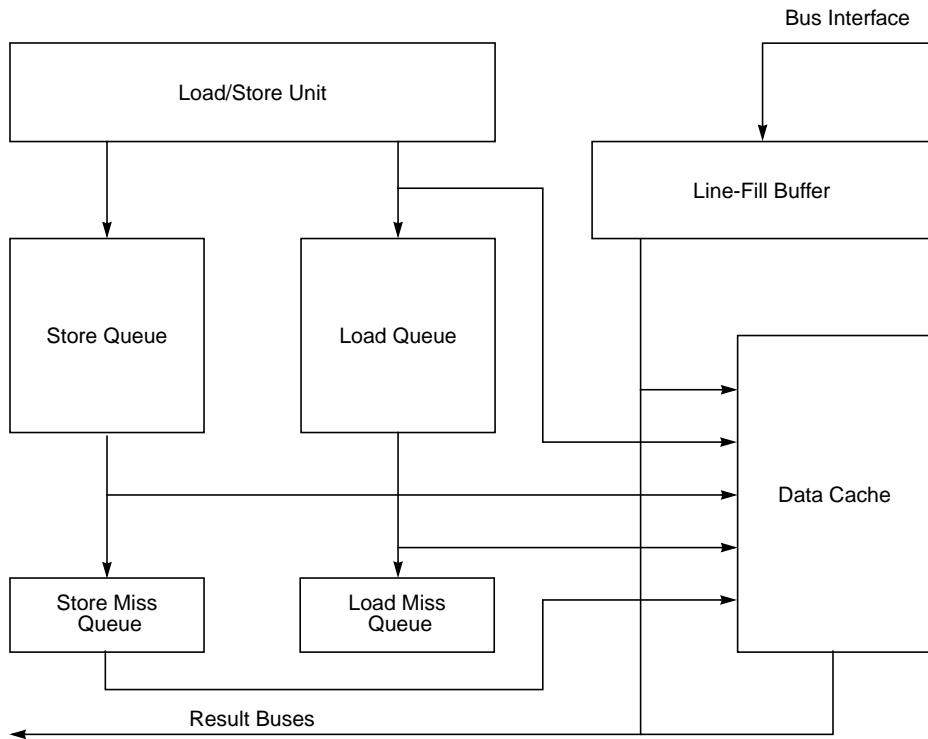 Bus Interface
Load/Store Unit
Line-Fill Buffer
Store Queue
Load Queue
Data Cache
Store Miss
Queue
Load Miss
Queue
Result Buses